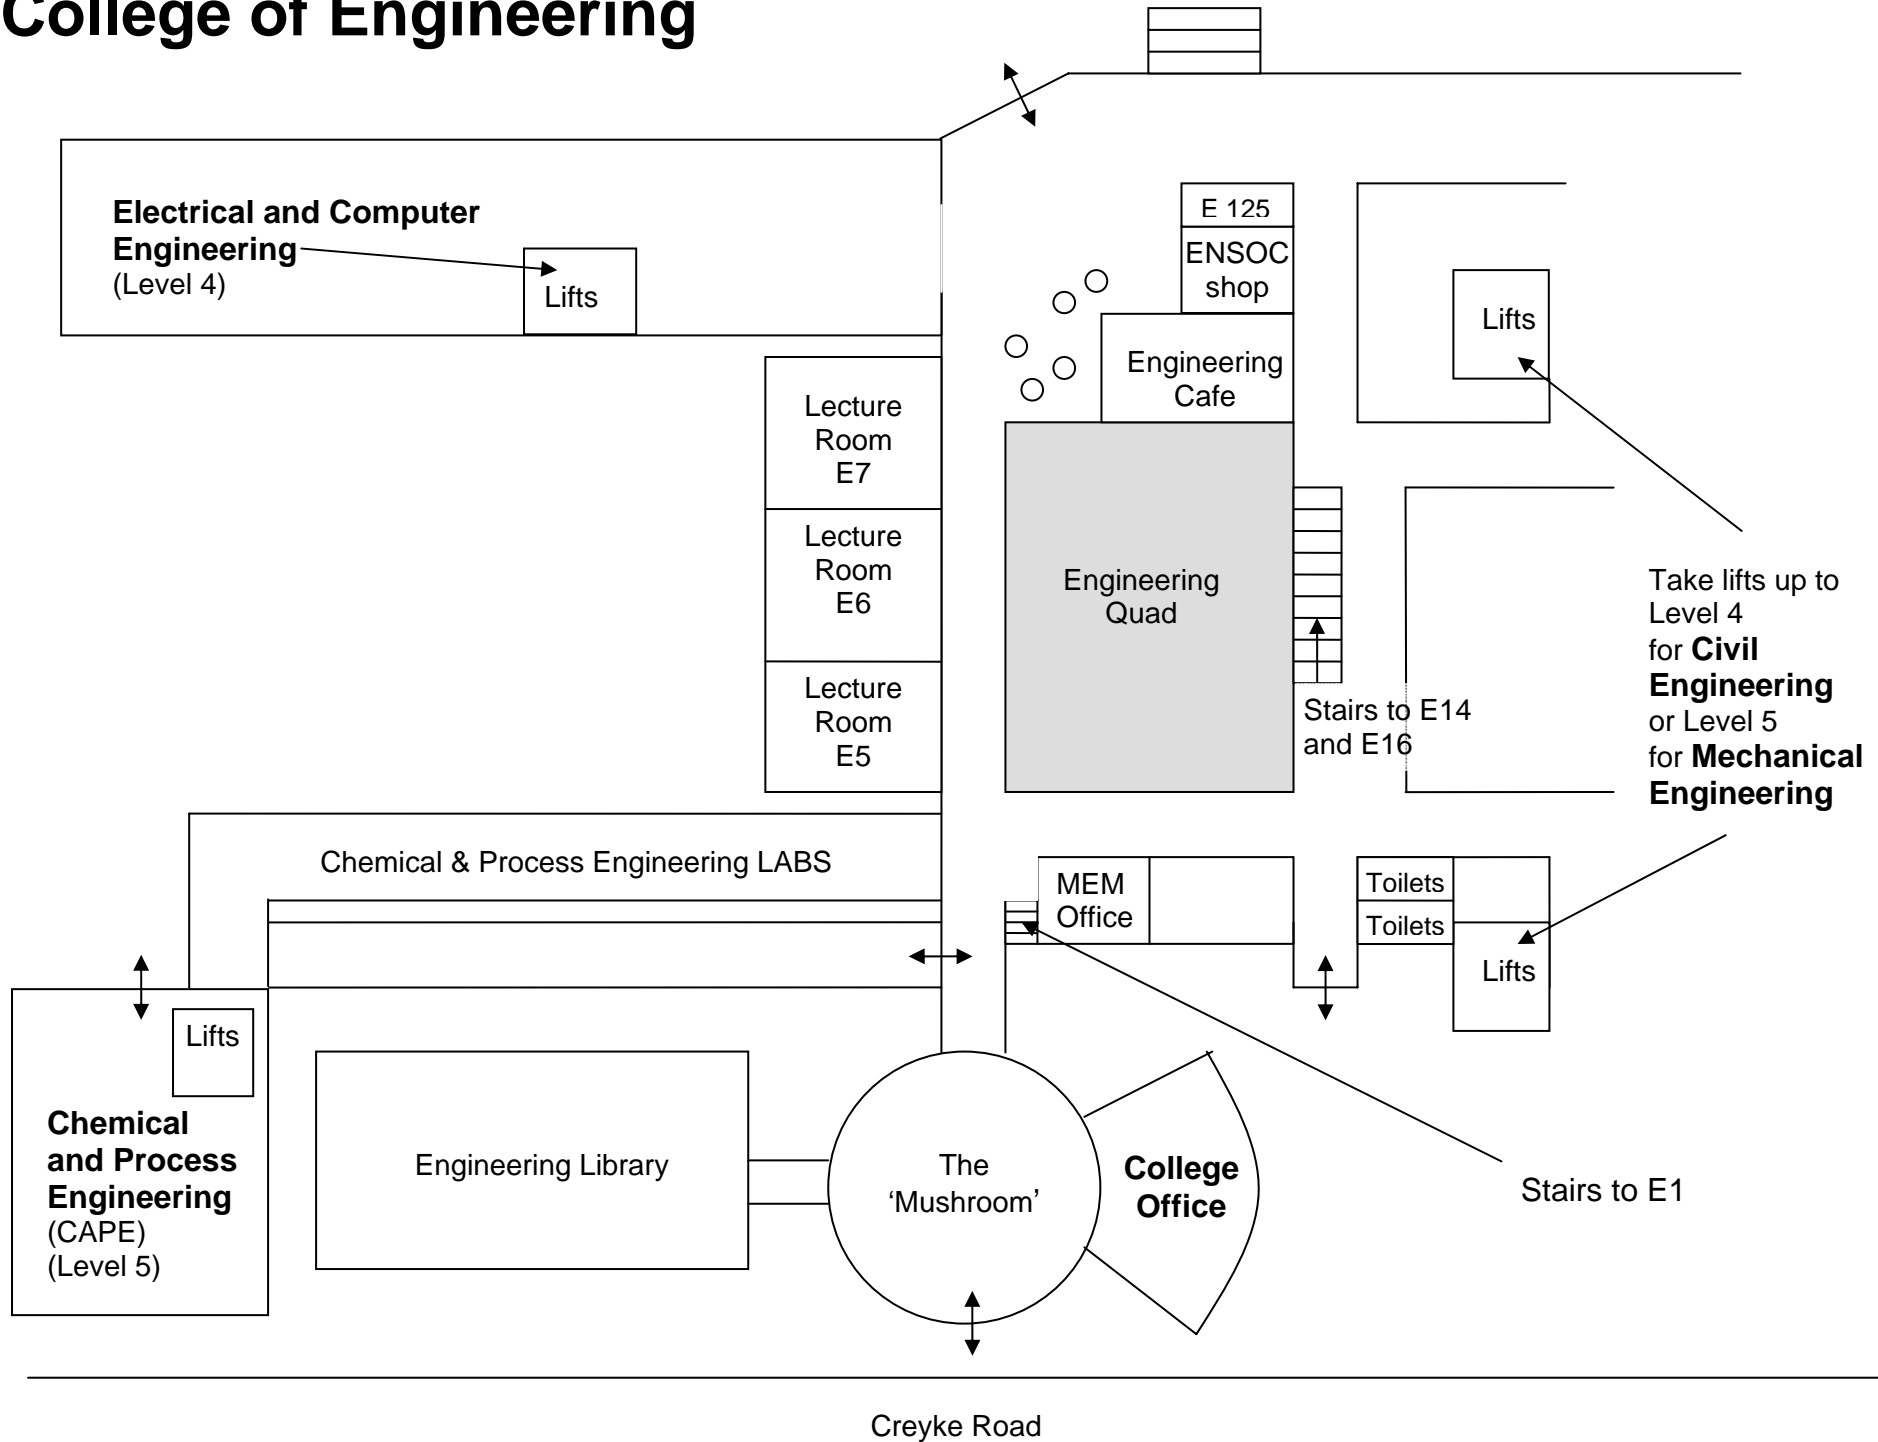 College of Engineering
Electrical and Computer
Engineering
(Level 4)
Lifts
E 125
ENSOC
shop
Engineering
Cafe
Lifts
Lecture
Room
E7
Lecture
Room
E6
Lecture
Room
E5
Engineering
Quad
Stairs to E14
and E16
Take lifts up to
Level 4
for Civil
Engineering
or Level 5
for Mechanical
Engineering
Chemical & Process Engineering LABS
MEM
Office
Toilets
Toilets
Lifts
Lifts
Chemical
and Process
Engineering
(CAPE)
(Level 5)
Engineering Library
The
‘Mushroom’
College
Office
Stairs to E1
Creyke Road